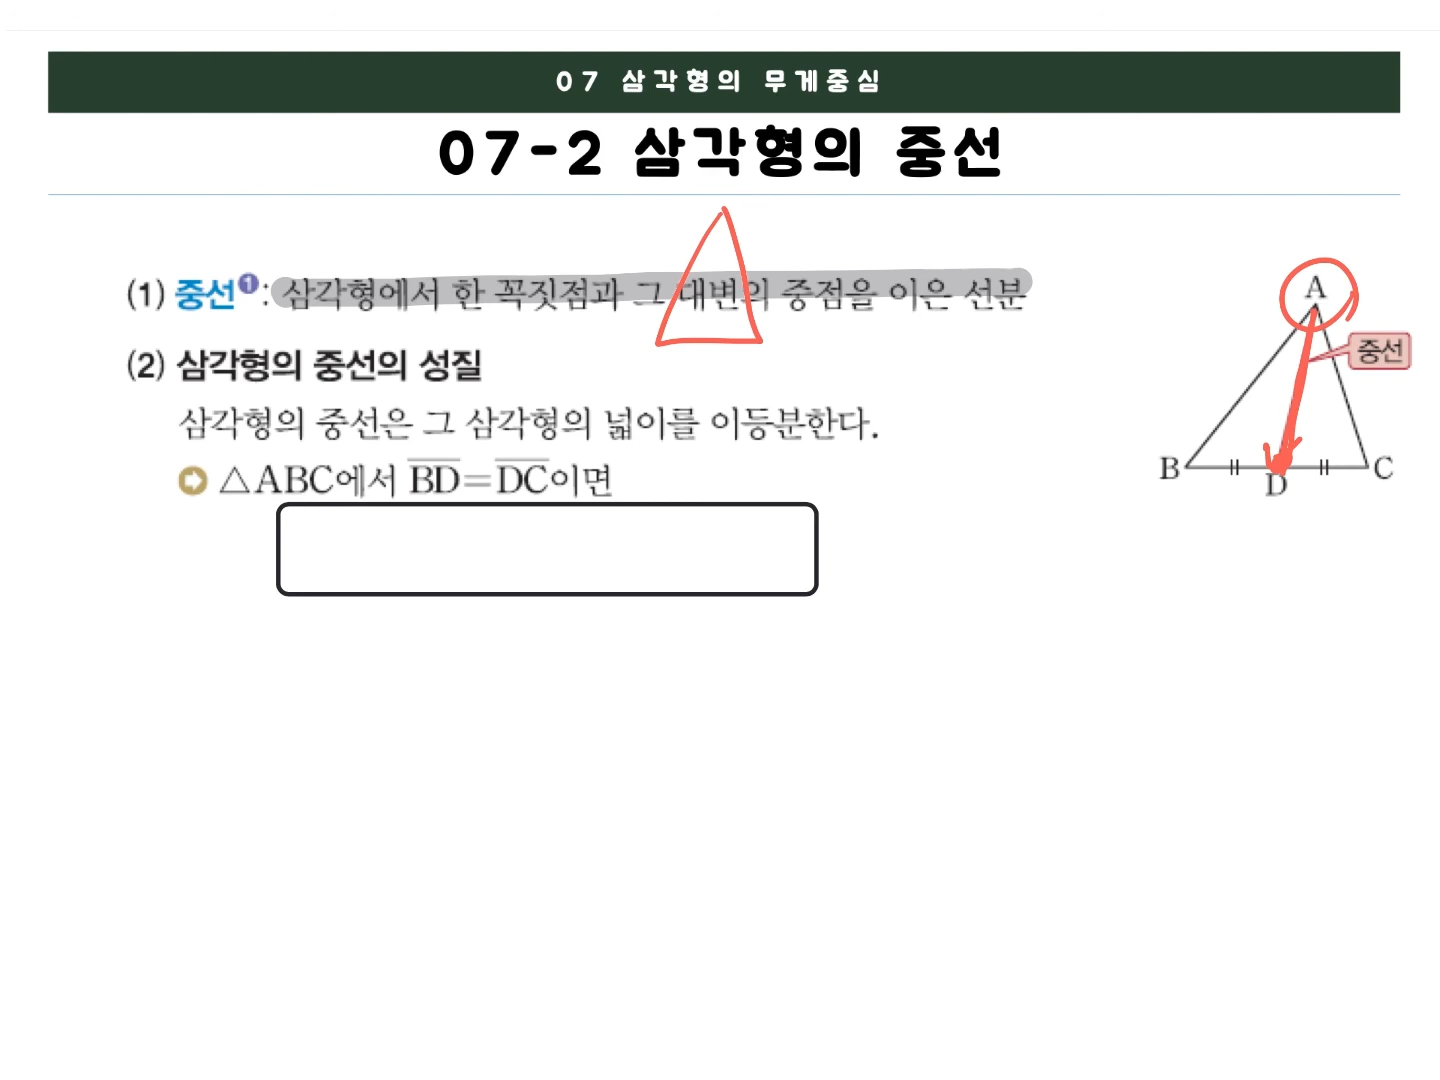 07 삼각형의 무게중심
07-2 삼각형의 중선
(1) 중선❶: 삼각형에서 한 꼭짓점과 그 대변의 중점을 이은 선분
(2) 삼각형의 중선의 성질
삼각형의 중선은 그 삼각형의 넓이를 이등분한다.
➡ △ABC에서 B̅D̅=D̅C̅이면
A
중선
B
D
C